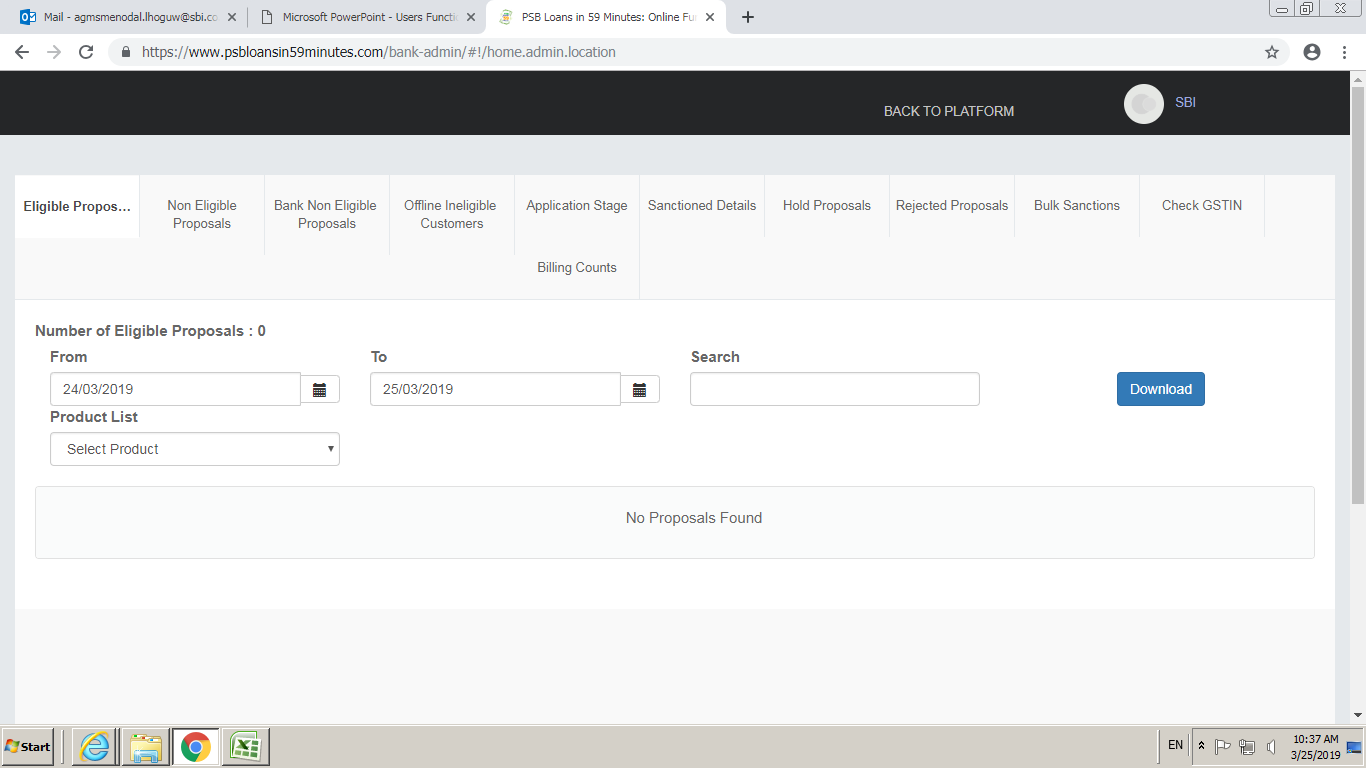 Mail - agmsmenodal.lhoguw@sbi.co
Microsoft PowerPoint - Users Functi
PSB Loans in 59 Minutes: Online Fu
https://www.psbloansin59minutes.com/bank-admin/#!/home.admin.location
BACK TO PLATFORM
SBI
Eligible Propos...
Non Eligible
Proposals
Bank Non Eligible
Proposals
Offline Ineligible
Customers
Application Stage
Sanctioned Details
Hold Proposals
Rejected Proposals
Bulk Sanctions
Check GSTIN
Billing Counts
Number of Eligible Proposals : 0
From
To
Search
24/03/2019
25/03/2019
Download
Product List
Select Product
No Proposals Found
Start
EN
10:37 AM
3/25/2019